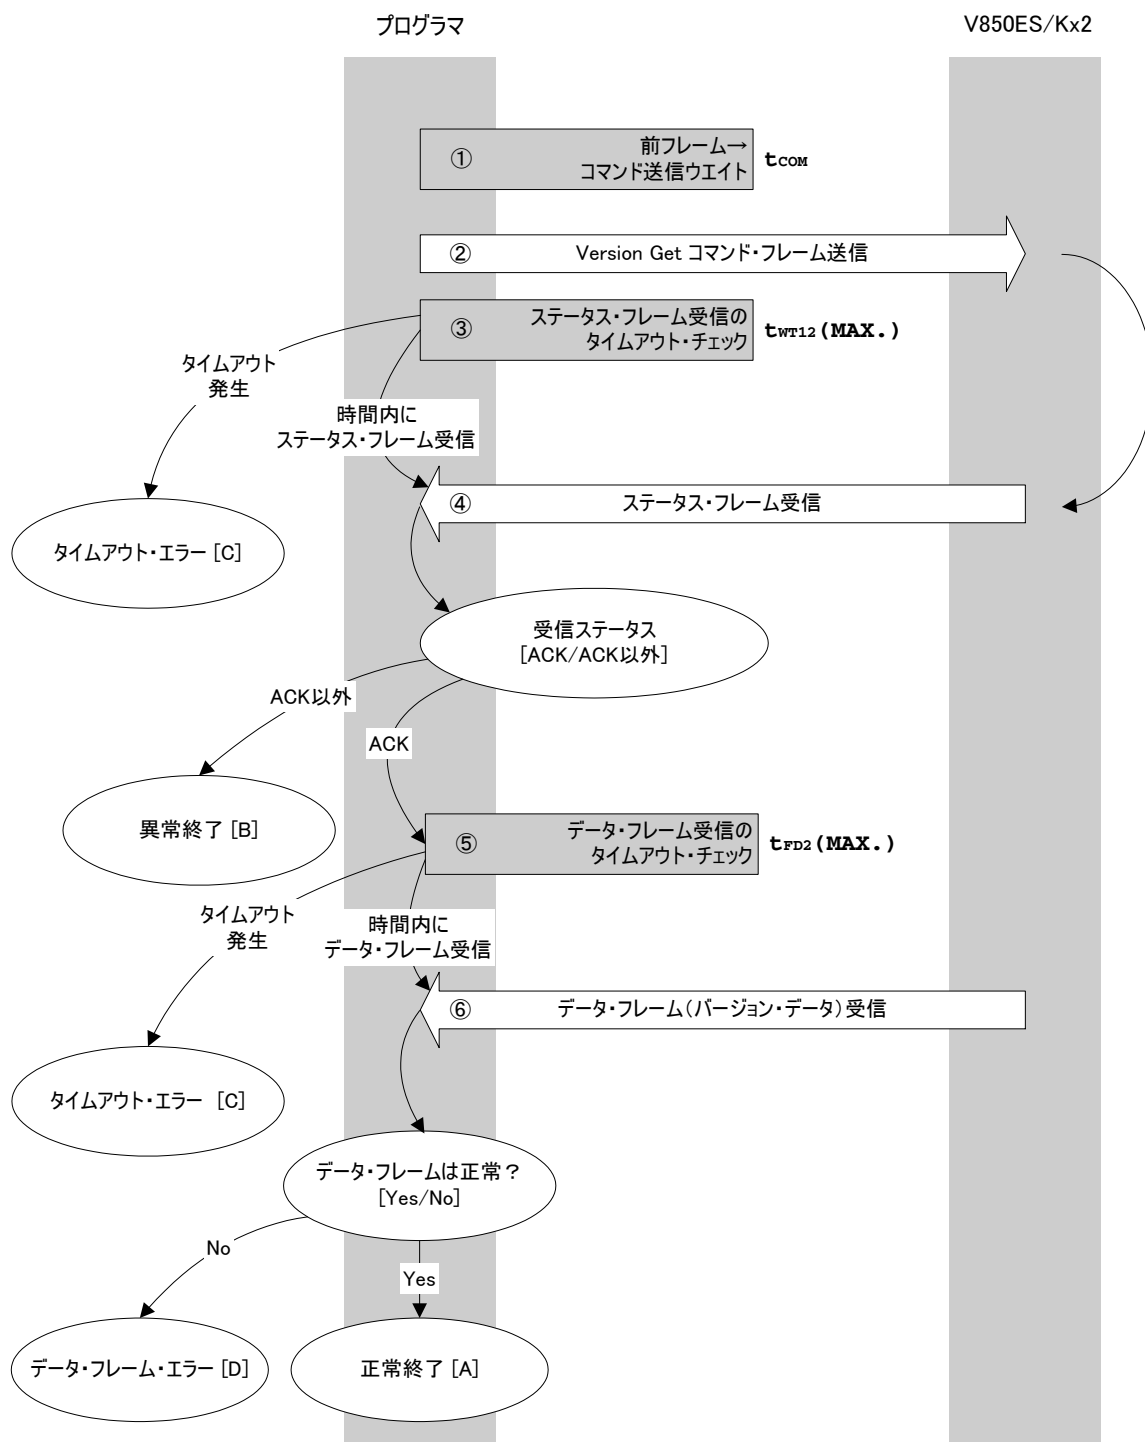 プログラマ
V850ES/Kx2
①
前フレーム→
コマンド送信ウエイト
tCOM
②
Version Get コマンド・フレーム送信
③
ステータス・フレーム受信の
タイムアウト・チェック
tWT12(MAX.)
タイムアウト
発生
時間内に
ステータス・フレーム受信
④
ステータス・フレーム受信
タイムアウト・エラー [C]
受信ステータス
[ACK/ACK以外]
ACK以外
ACK
異常終了 [B]
⑤
データ・フレーム受信の
タイムアウト・チェック
tFD2(MAX.)
タイムアウト
発生
時間内に
データ・フレーム受信
⑥
データ・フレーム（バージョン・データ）受信
タイムアウト・エラー [C]
データ・フレームは正常？
[Yes/No]
No
Yes
データ・フレーム・エラー [D]
正常終了 [A]